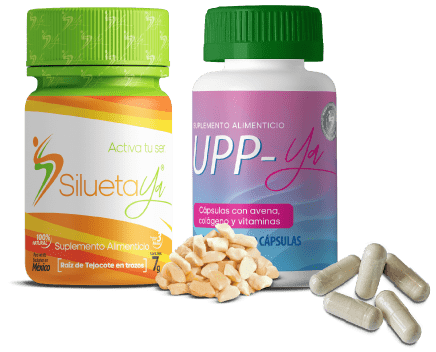 Activa tu ser
Silueta Ya
100%
NATURAL
Suplemento Alimenticio
México
Raíz de Tejocote en trozos
7g
SUPLEMENTO ALIMENTICIO
UPP-Ya
Cápsulas con avena,
colágeno y vitaminas
CÁPSULAS